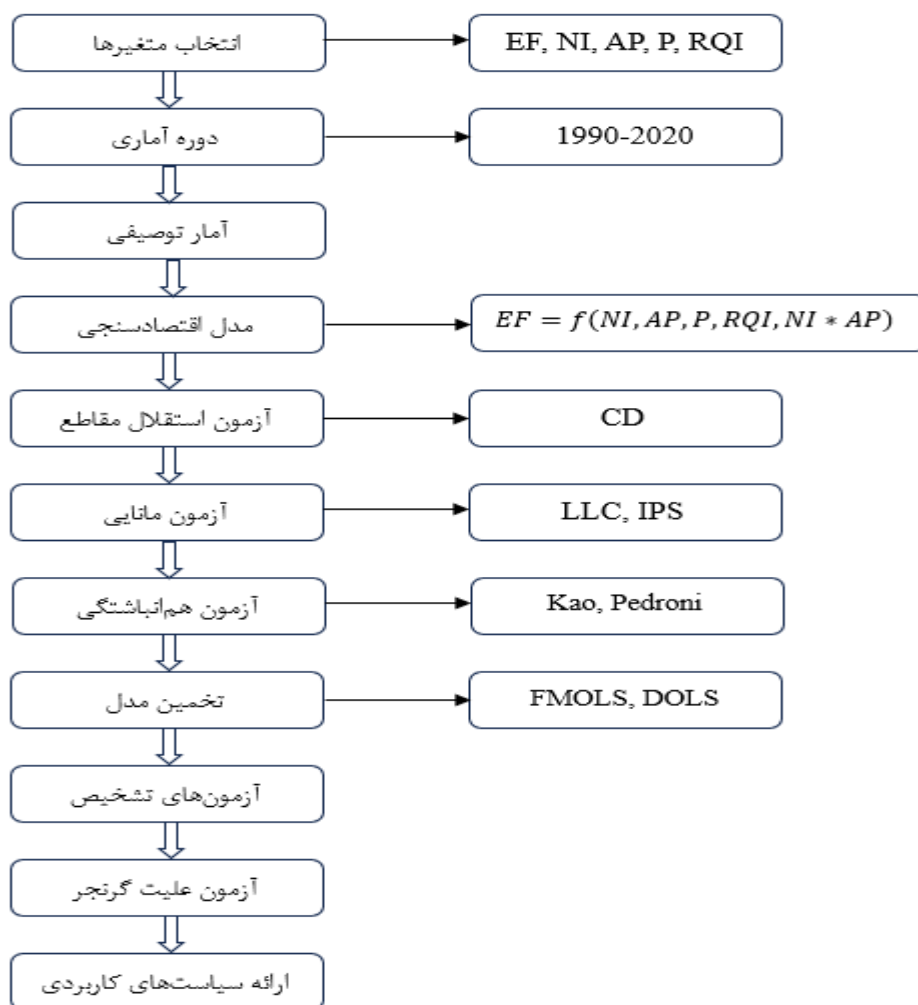 انتخاب متغیرها
EF, NI, AP, P, RQI
دوره آماری
1990-2020
آمار توصیفی
مدل اقتصادسنجی
EF = f(NI, AP, P, RQI, NI * AP)
آزمون استقلال مقاطع
CD
آزمون مانایی
LLC, IPS
آزمون هم‌انباشتگی
Kao, Pedroni
تخمین مدل
FMOLS, DOLS
آزمون‌های تشخیص
آزمون علیت گرنجر
ارائه سیاست‌های کاربردی